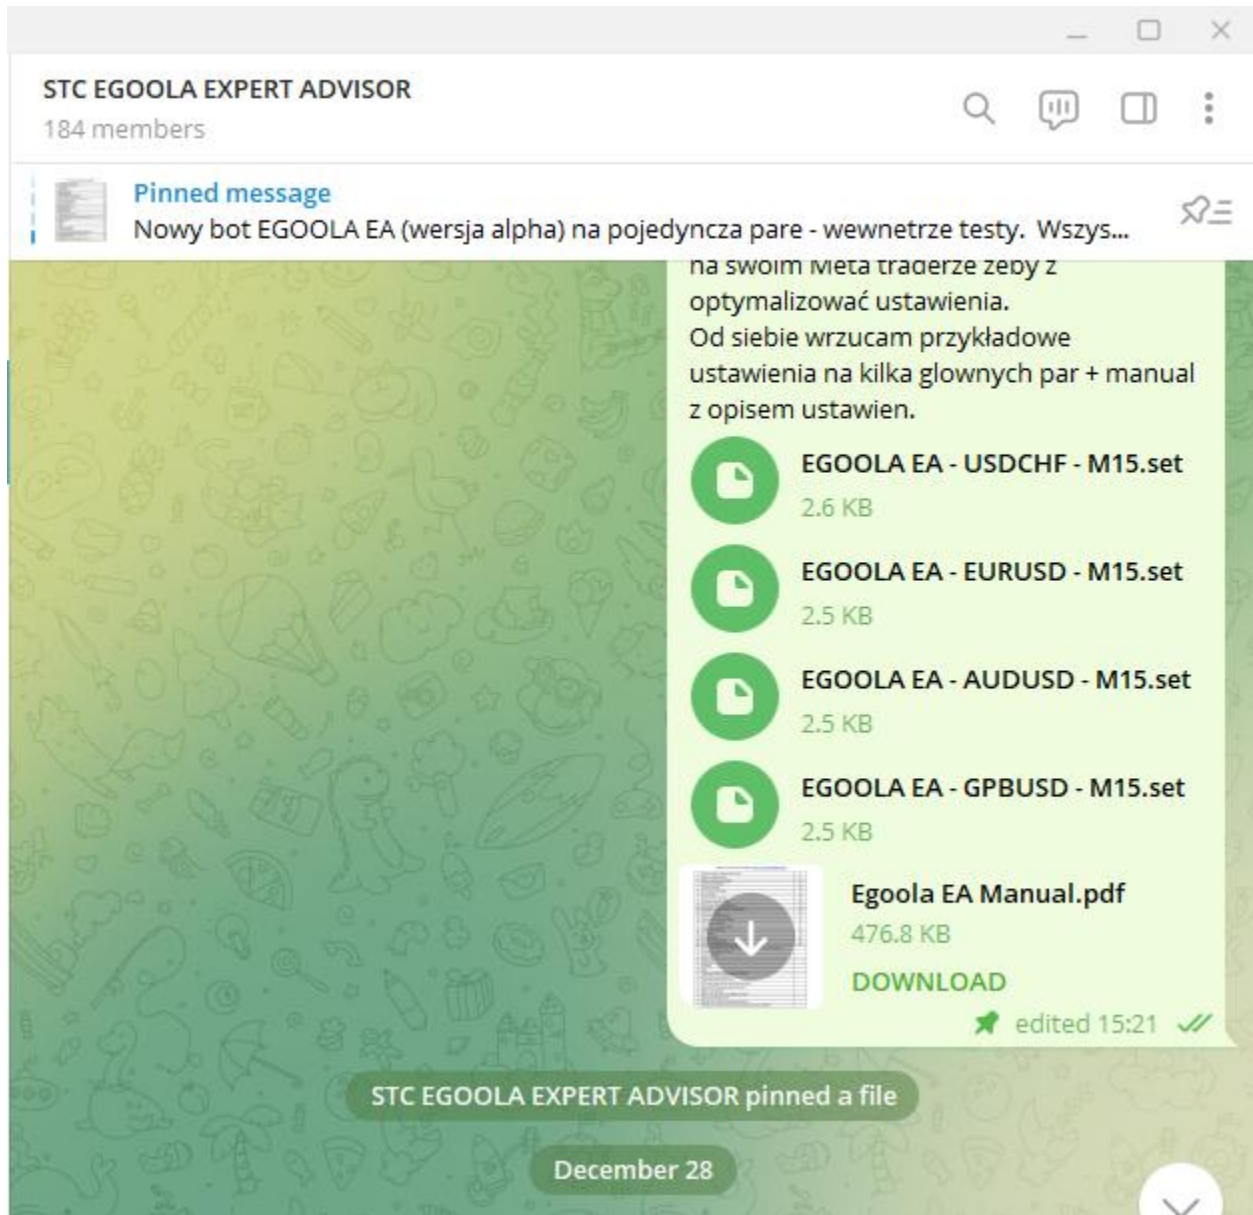 STC EGOOLA EXPERT ADVISOR
184 members
Pinned message
Nowy bot EGOOLA EA (wersja alpha) na pojedyncza pare - wewnetrze testy.  Wszys...
na swoim Meta traderze zeby z
optymalizować ustawienia.
Od siebie wrzucam przykładowe
ustawienia na kilka glownych par + manual
z opisem ustawien.
EGOOLA EA - USDCHF - M15.set
2.6 KB
EGOOLA EA - EURUSD - M15.set
2.5 KB
EGOOLA EA - AUDUSD - M15.set
2.5 KB
EGOOLA EA - GPBUSD - M15.set
2.5 KB
Egoola EA Manual.pdf
476.8 KB
DOWNLOAD
edited 15:21
STC EGOOLA EXPERT ADVISOR pinned a file
December 28